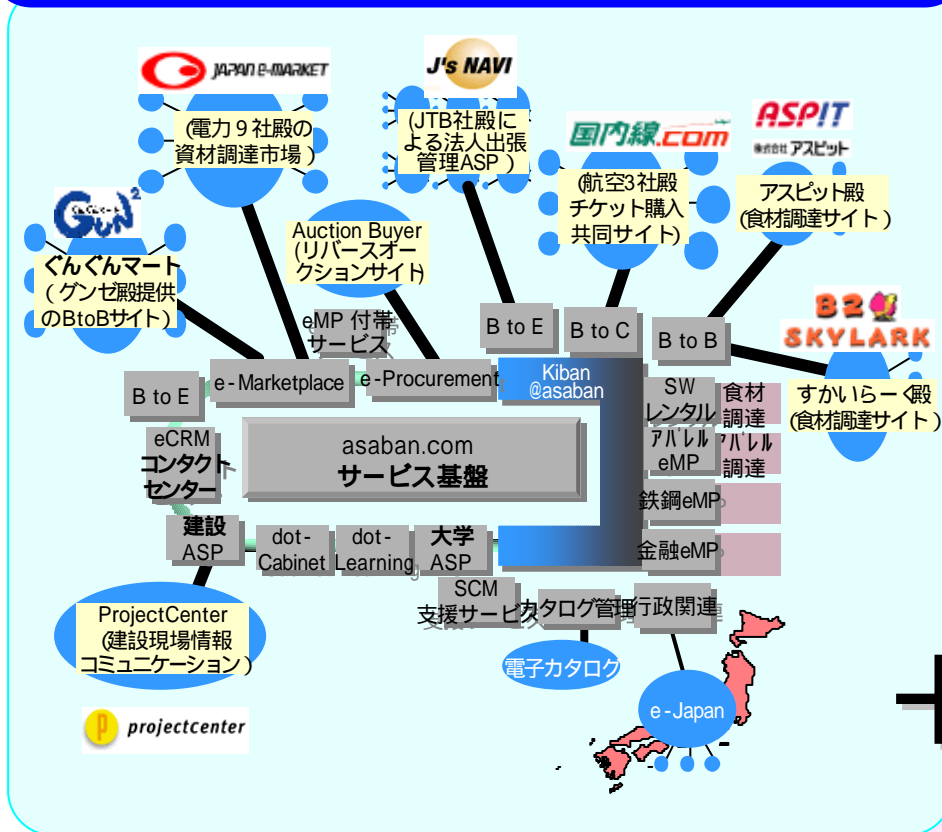 JAPAN e-MARKET
(電力９社殿の
資材調達市場）
J's NAVI
(JTB社殿に
よる法人出張
管理ASP）
国内線.com
(航空3社殿
チケット購入
共同サイト)
ASPIT
株式会社 アスピット
アスピット殿
(食材調達サイト）
GUN2
ぐんぐんマート
（グンゼ殿提供
のBtoBサイト）
Auction Buyer
(リバースオー
クションサイト)
B2
SKYLARK
すかいらーく殿
(食材調達サイト）
eMP 付帯
サービス
B to E
B to C
B to B
B to E
e-Marketplace
e-Procurement
Kiban
@asaban
SW
レンタル
食材
調達
アパレル
eMP
アパレル
調達
鉄鋼eMP
金融eMP
eCRM
コンタクト
センター
asaban.com
サービス基盤
建設
ASP
dot-
Cabinet
dot-
Learning
大学
ASP
SCM
支援サービス
カタログ管理
行政関連
ProjectCenter
(建設現場情報
コミュニケーション）
電子カタログ
e-Japan
p projectcenter